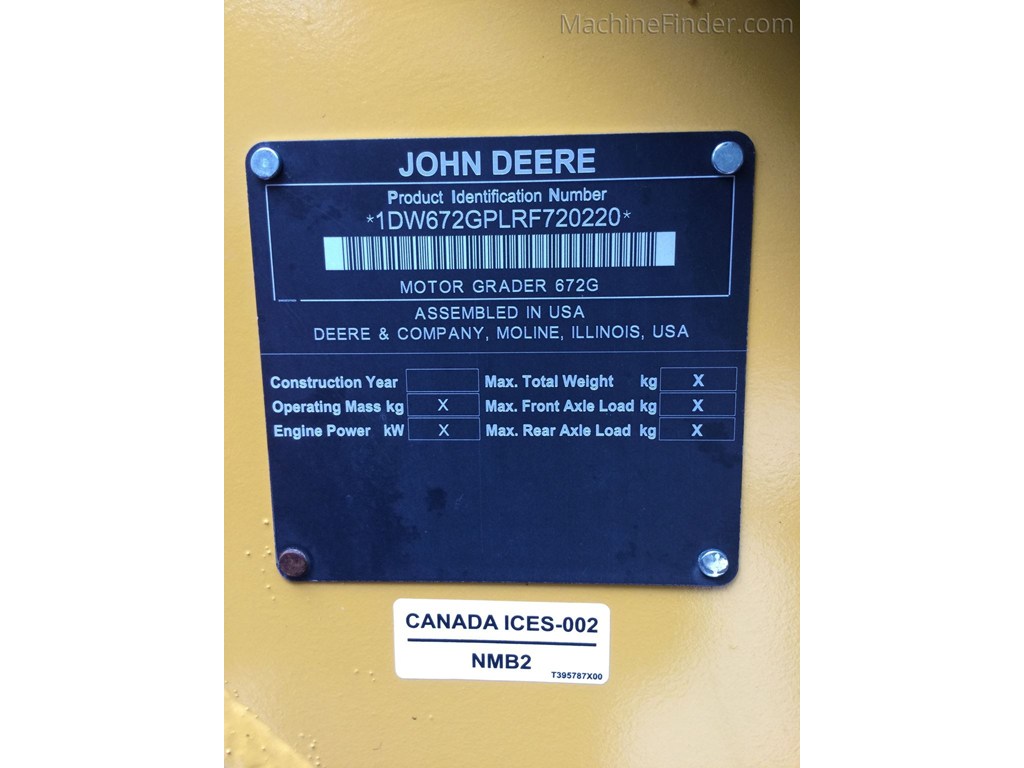 MachineFinder.com
JOHN DEERE
Product Identification Number
*1DW672GPLRF720220*
MOTOR GRADER 672G
ASSEMBLED IN USA
DEERE & COMPANY, MOLINE, ILLINOIS, USA
Construction Year Max. Total Weight kg X
Operating Mass kg X Max. Front Axle Load kg X
Engine Power kW X Max. Rear Axle Load kg X
CANADA ICES-002
NMB2
T395787X00